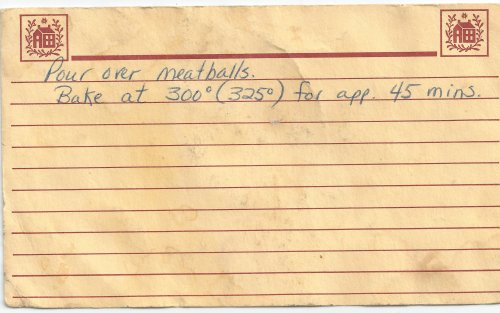 Pour over meatballs.
Bake at 300° (325°) for app. 45 mins.